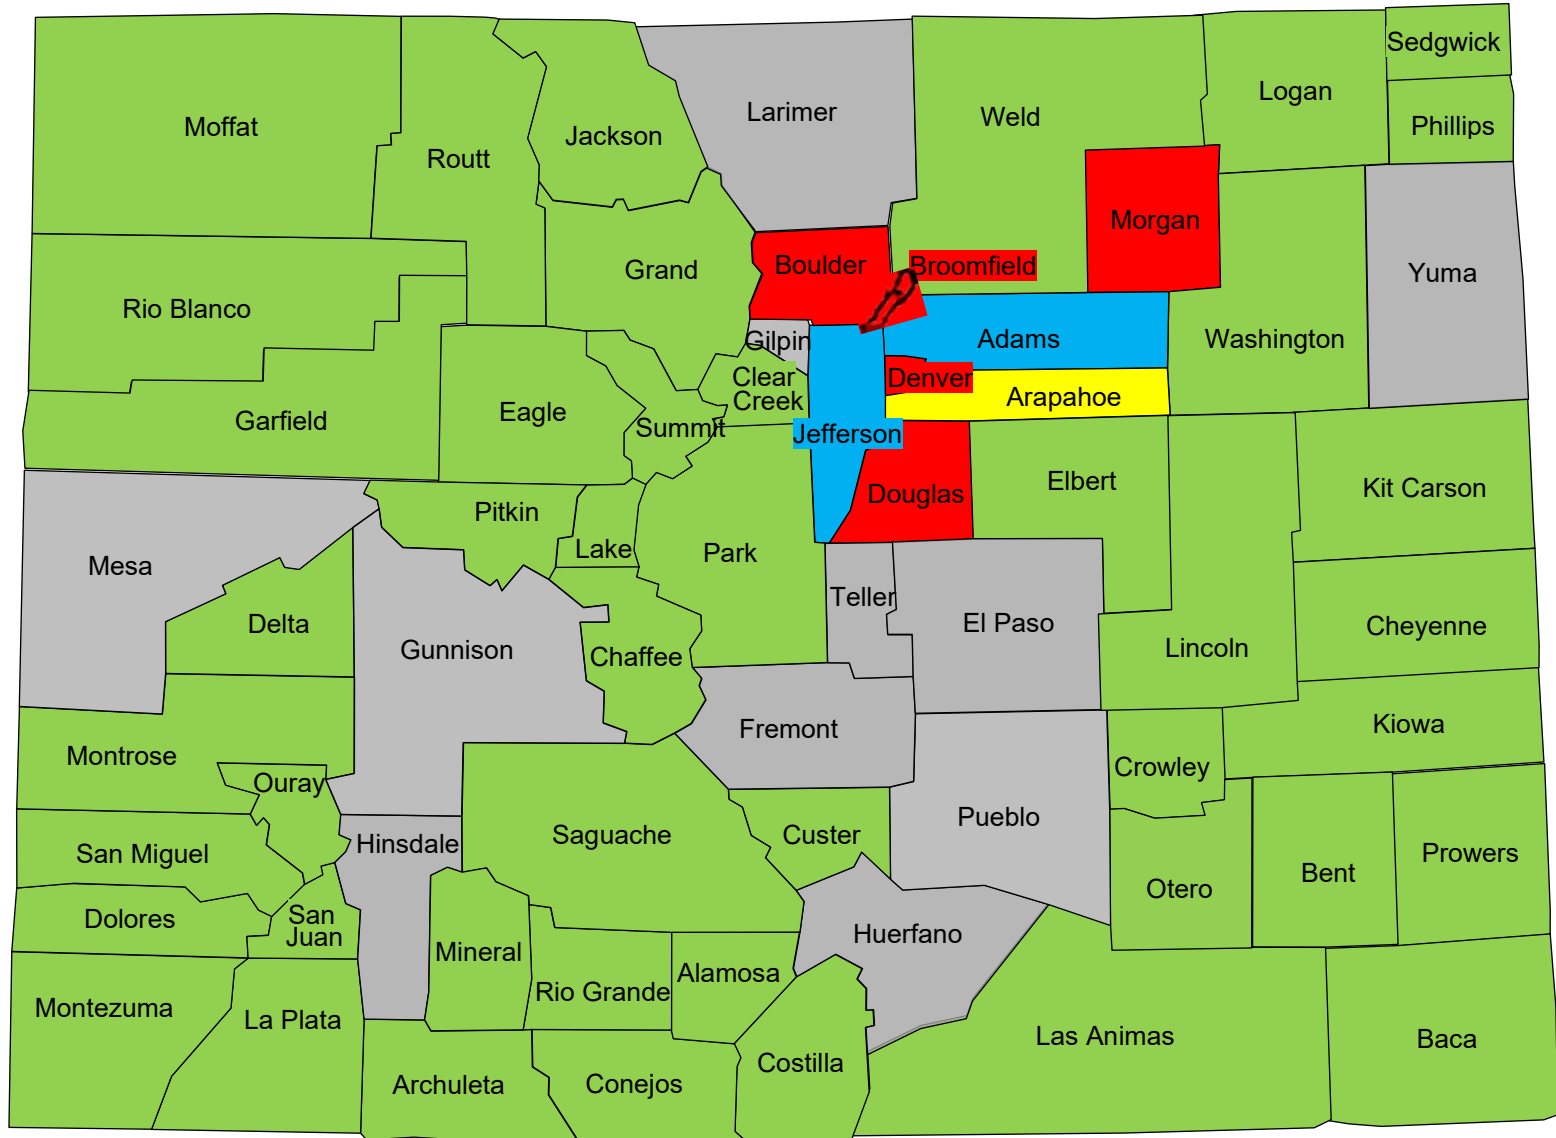 Sedgwick
Logan
Larimer
Weld
Phillips
Moffat
Jackson
Routt
Morgan
Boulder
Broomfield
Grand
Yuma
Rio Blanco
Gilpin
Adams
Washington
Clear
Creek
Denver
Arapahoe
Eagle
Garfield
Summit
Jefferson
Elbert
Kit Carson
Douglas
Pitkin
Lake
Park
Mesa
Teller
Delta
El Paso
Cheyenne
Gunnison
Chaffee
Lincoln
Kiowa
Fremont
Montrose
Crowley
Ouray
Pueblo
Saguache
Custer
Hinsdale
San Miguel
Prowers
Bent
Otero
Dolores
San
Juan
Huerfano
Mineral
Alamosa
Rio Grande
Montezuma
La Plata
Las Animas
Baca
Costilla
Archuleta
Conejos